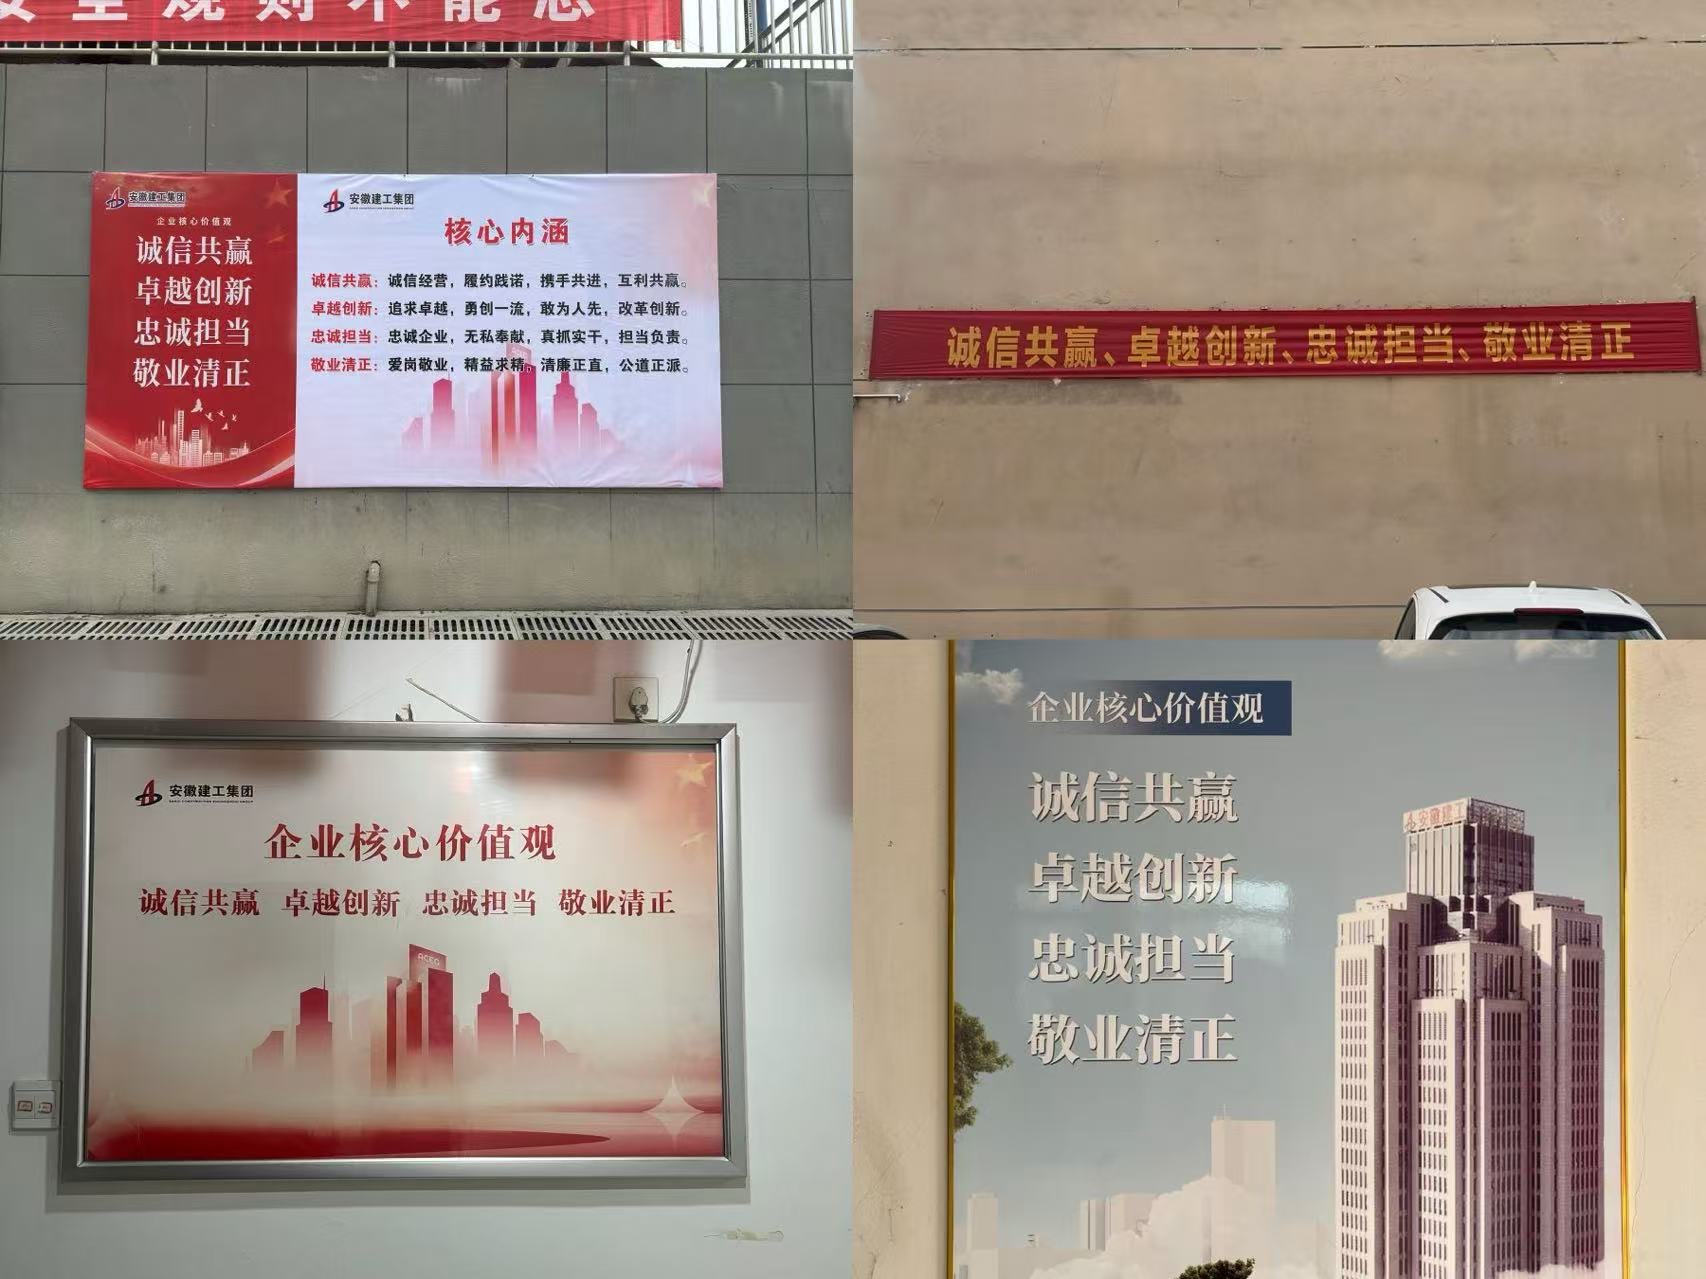 安全规则不能忘
安徽建工集团
企业核心价值观
诚信共赢
卓越创新
忠诚担当
敬业清正
安徽建工集团
核心内涵
诚信共赢：诚信经营，履约践诺，携手共进，互利共赢。
卓越创新：追求卓越，勇创一流，敢为人先，改革创新。
忠诚担当：忠诚企业，无私奉献，真抓实干，担当负责。
敬业清正：爱岗敬业，精益求精，清廉正直，公道正派。
诚信共赢、卓越创新、忠诚担当、敬业清正
安徽建工集团
企业核心价值观
诚信共赢 卓越创新 忠诚担当 敬业清正
ACEG
企业核心价值观
诚信共赢
卓越创新
忠诚担当
敬业清正
安徽建工